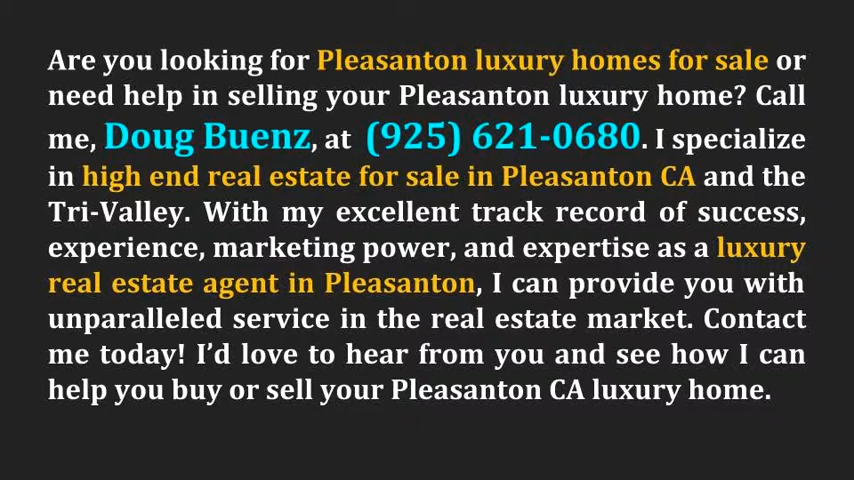 Are you looking for Pleasanton luxury homes for sale or
need help in selling your Pleasanton luxury home? Call
me, Doug Buenz, at (925) 621-0680. I specialize
in high end real estate for sale in Pleasanton CA and the
Tri-Valley. With my excellent track record of success,
experience, marketing power, and expertise as a luxury
real estate agent in Pleasanton, I can provide you with
unparalleled service in the real estate market. Contact
me today! I’d love to hear from you and see how I can
help you buy or sell your Pleasanton CA luxury home.